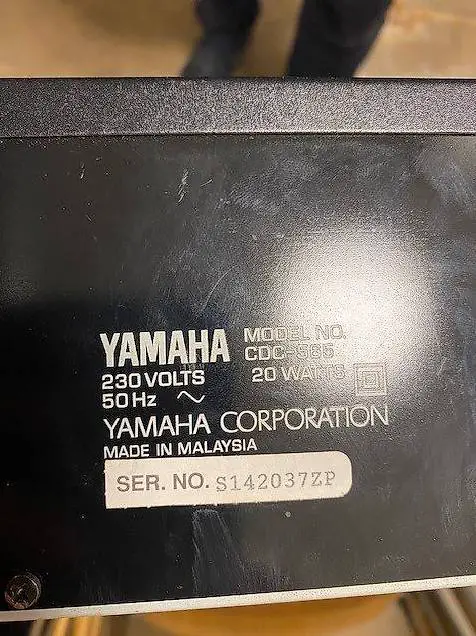 YAMAHA
MODEL NO.
230 VOLTS
20 WATTS
50 Hz ~
YAMAHA CORPORATION
MADE IN MALAYSIA
SER. NO. S142037ZP